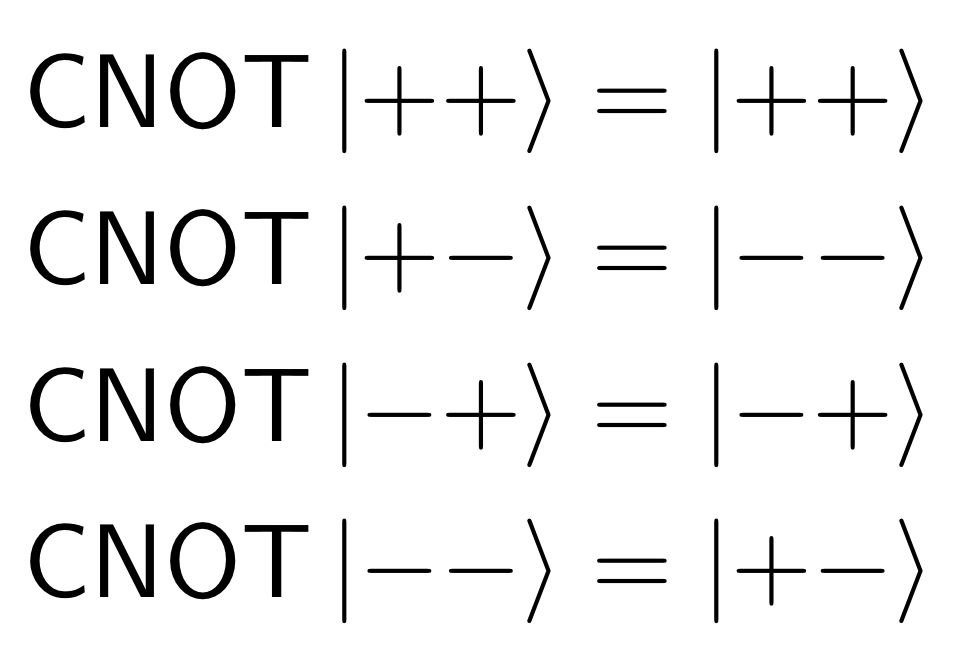 CNOT |++⟩ = |++⟩
CNOT |+−⟩ = |−−⟩
CNOT |−+⟩ = |−+⟩
CNOT |−−⟩ = |+−⟩